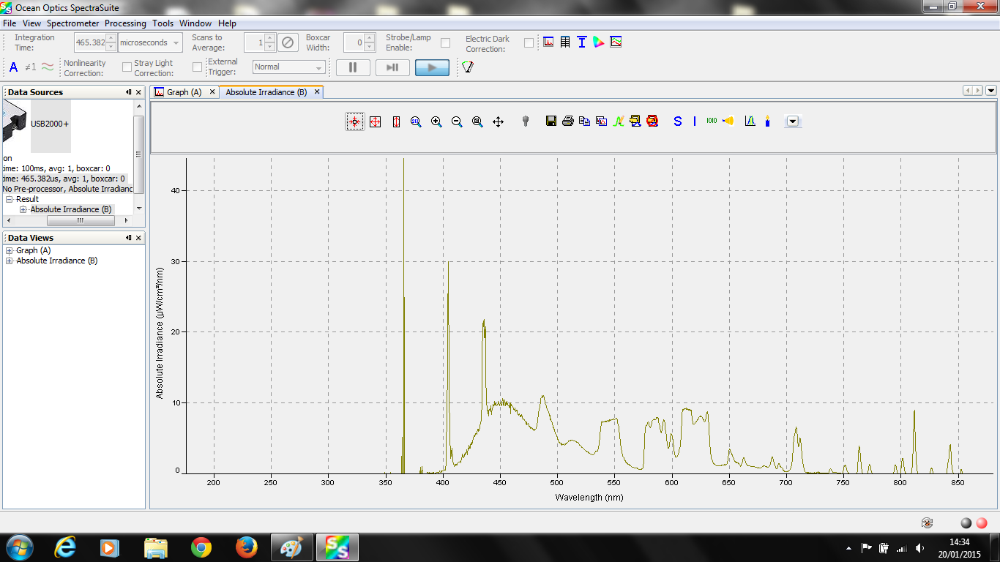 Ocean Optics SpectraSuite
File View Spectrometer Processing Tools Window Help
Integration Time: 465.382 microseconds Scans to Average: 1 Boxcar Width: 0 Strobe/Lamp Enable: Electric Dark Correction:
A ≠1 Nonlinearity Correction: Stray Light Correction: External Trigger: Normal
Data Sources
USB2000+
on
time: 100ms, avg: 1, boxcar: 0
time: 465.382us, avg: 1, boxcar: 0
No Pre-processor, Absolute Irradianc
Result
Absolute Irradiance (B)
Data Views
Graph (A)
Absolute Irradiance (B)
Graph (A) Absolute Irradiance (B)
S I 1010
Absolute Irradiance (µW/cm²/nm)
40
30
20
10
0
200 250 300 350 400 450 500 550 600 650 700 750 800 850
Wavelength (nm)
14:34
20/01/2015